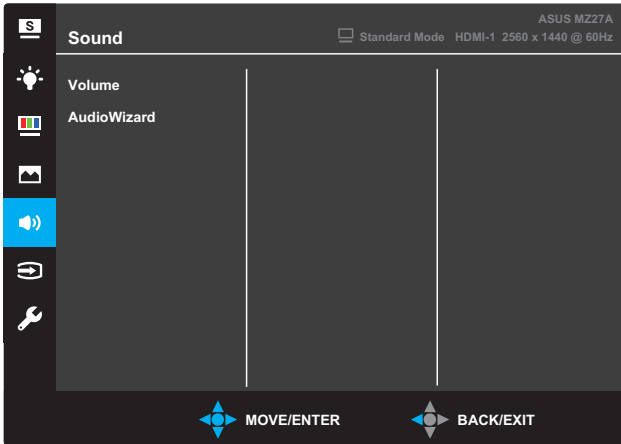 S
ASUS MZ27A
Sound
Standard Mode HDMI-1 2560 x 1440 @ 60Hz
Volume
AudioWizard
MOVE/ENTER
BACK/EXIT